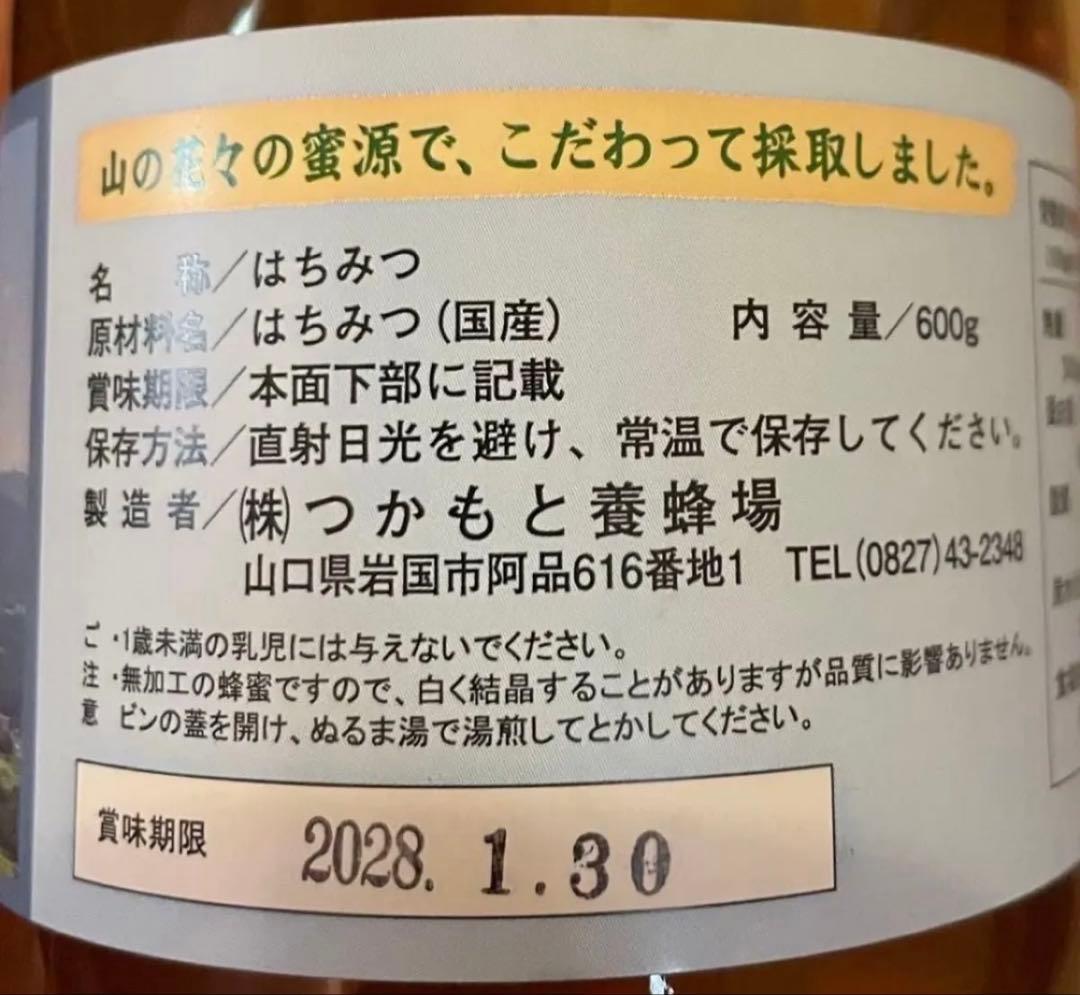 山の花々の蜜源で、こだわって採取しました。
名 称/はちみつ
原材料名/はちみつ(国産) 内容量/600g
賞味期限/本面下部に記載
保存方法/直射日光を避け、常温で保存してください。
製造者/(株)つかもと養蜂場
山口県岩国市阿品616番地1 TEL(0827)43-2348
ご注意
・1歳未満の乳児には与えないでください。
・無加工の蜂蜜ですので、白く結晶することがありますが品質に影響ありません。
ビンの蓋を開け、ぬるま湯で湯煎してとかしてください。
賞味期限 2028. 1.30